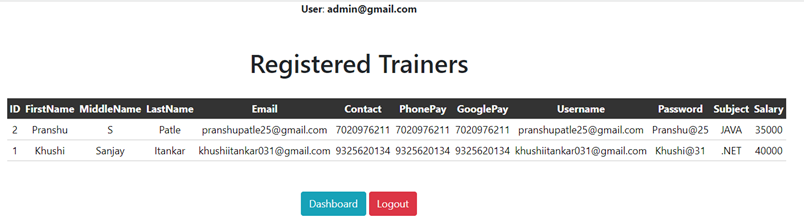 User: admin@gmail.com
Registered Trainers
ID FirstName MiddleName LastName Email Contact PhonePay GooglePay Username Password Subject Salary
2 Pranshu S Patle pranshupatle25@gmail.com 7020976211 7020976211 7020976211 pranshupatle25@gmail.com Pranshu@25 JAVA 35000
1 Khushi Sanjay Itankar khushiitankar031@gmail.com 9325620134 9325620134 9325620134 khushiitankar031@gmail.com Khushi@31 .NET 40000
Dashboard Logout